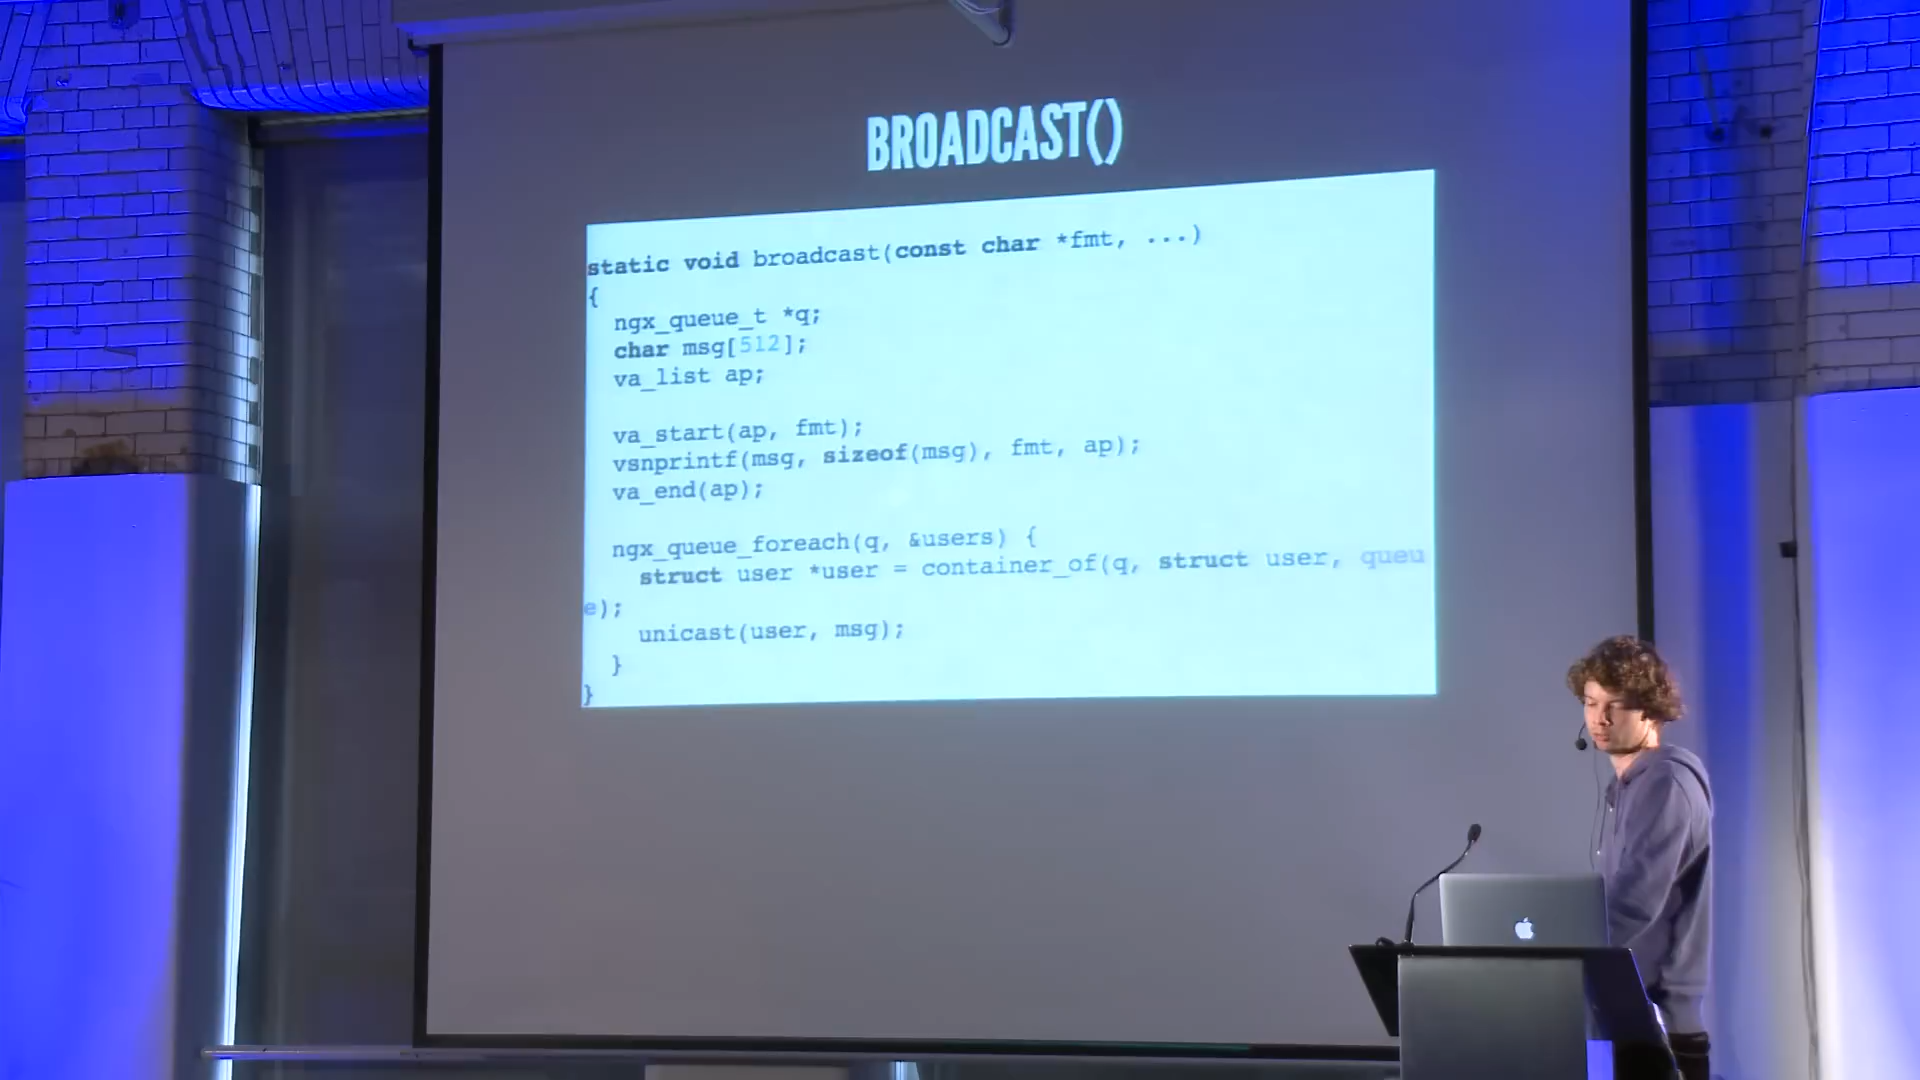 BROADCAST()
static void broadcast(const char *fmt, ...)
{
ngx_queue_t *q;
char msg[512];
va_list ap;
va_start(ap, fmt);
vsnprintf(msg, sizeof(msg), fmt, ap);
va_end(ap);
ngx_queue_foreach(q, &users) {
struct user *user = container_of(q, struct user, queu
e);
unicast(user, msg);
}
}